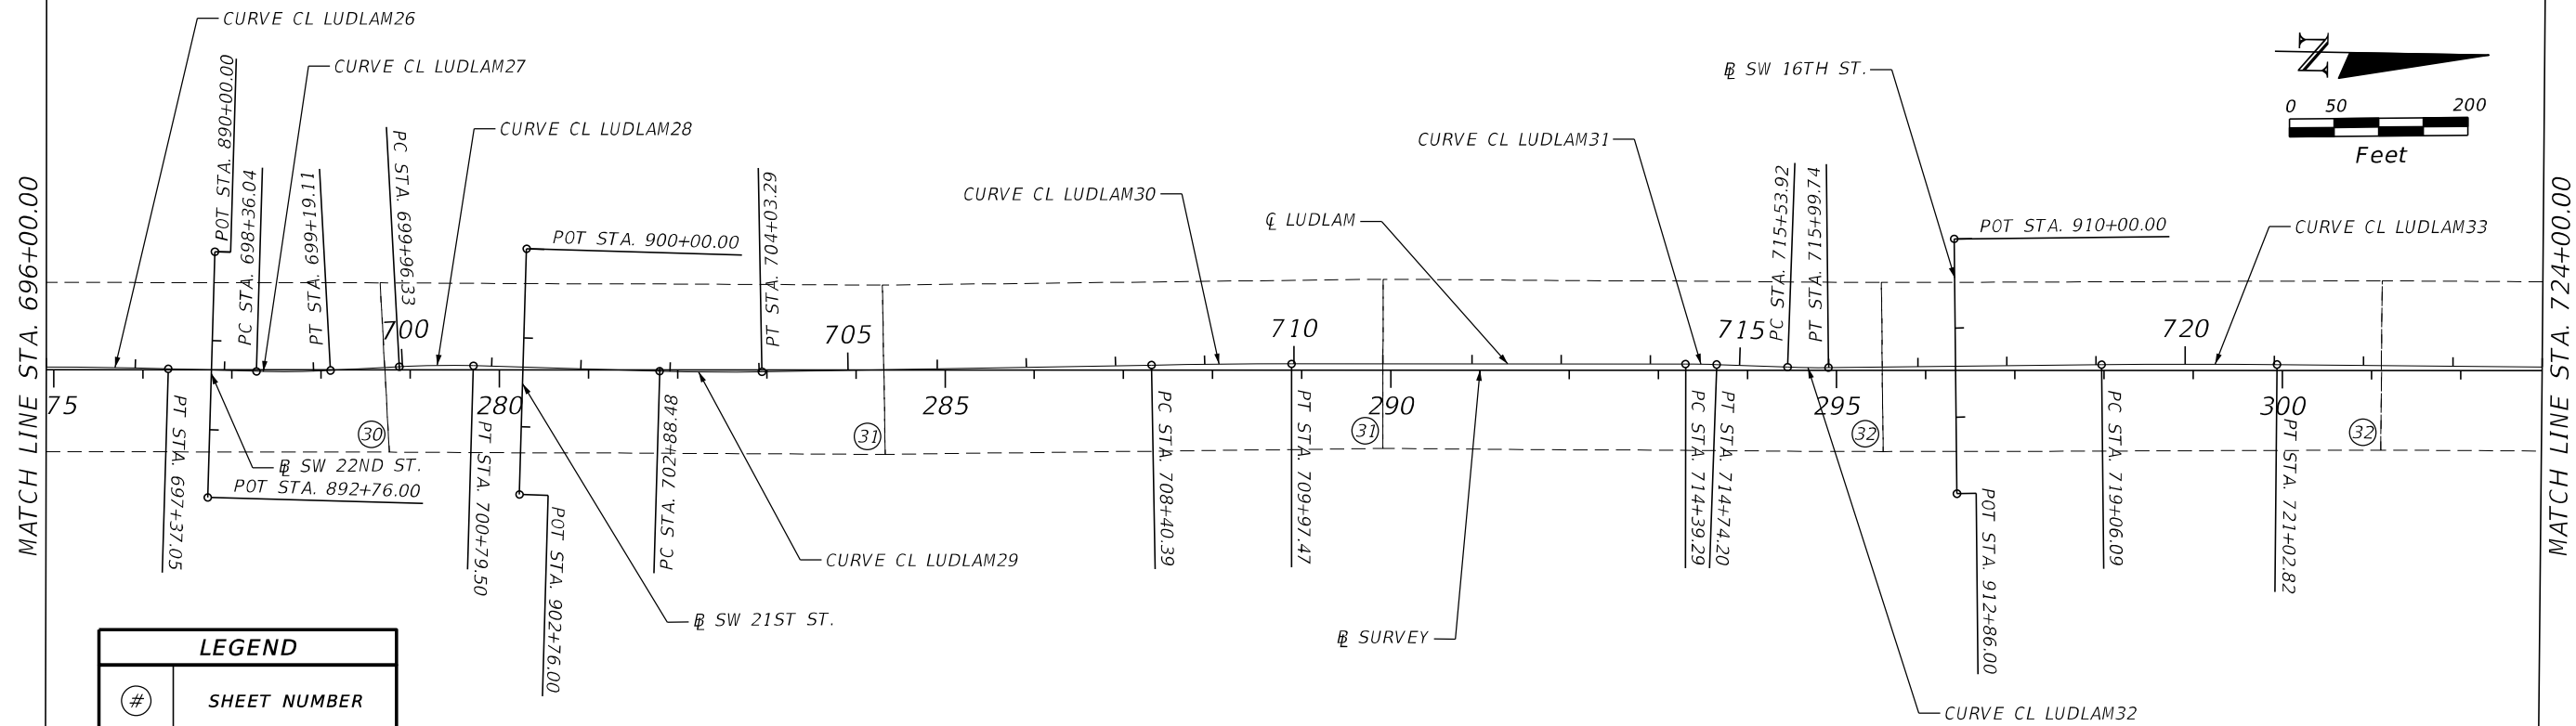 CURVE CL LUDLAM26
CURVE CL LUDLAM27
CURVE CL LUDLAM28
POT STA. 890+00.00
PC STA. 698+36.04
PT STA. 699+19.11
PC STA. 699+96.33
POT STA. 900+00.00
PT STA. 704+03.29
CURVE CL LUDLAM30
℄ LUDLAM
CURVE CL LUDLAM31
BL SW 16TH ST.
PC STA. 715+53.92
PT STA. 715+99.74
POT STA. 910+00.00
CURVE CL LUDLAM33
N
0 50 200
Feet
MATCH LINE STA. 696+00.00
MATCH LINE STA. 724+00.00
700
705
710
715
720
75
280
285
290
295
300
30
31
31
32
32
PT STA. 697+37.05
BL SW 22ND ST.
POT STA. 892+76.00
PT STA. 700+79.50
POT STA. 902+76.00
PC STA. 702+88.48
CURVE CL LUDLAM29
BL SW 21ST ST.
PC STA. 708+40.39
PT STA. 709+97.47
BL SURVEY
PC STA. 714+39.29
PT STA. 714+74.20
POT STA. 912+86.00
PC STA. 719+06.09
PT STA. 721+02.82
CURVE CL LUDLAM32
LEGEND
# SHEET NUMBER